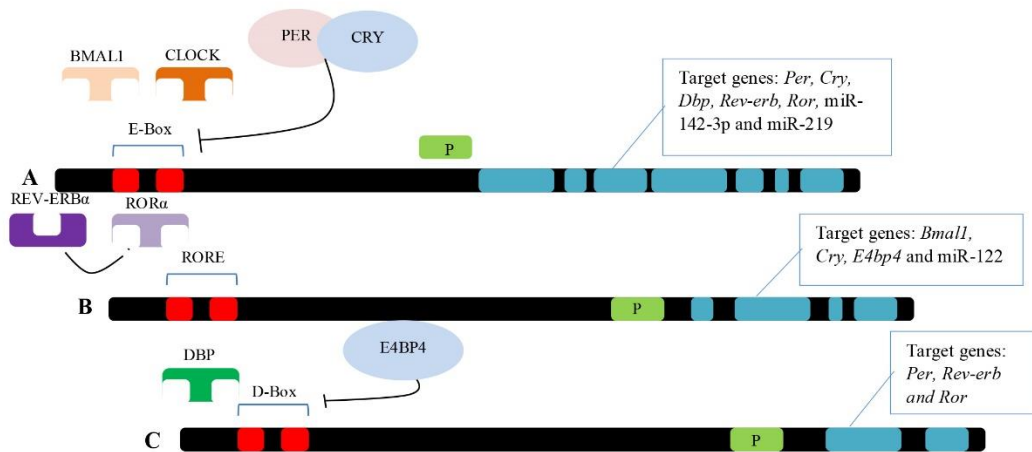 PER
CRY
BMAL1
CLOCK
Target genes: Per, Cry,
Dbp, Rev-erb, Ror, miR-
142-3p and miR-219
E-Box
P
A
REV-ERBα
RORα
Target genes: Bmal1,
Cry, E4bp4 and miR-122
RORE
P
B
E4BP4
DBP
Target genes:
Per, Rev-erb
and Ror
D-Box
P
C